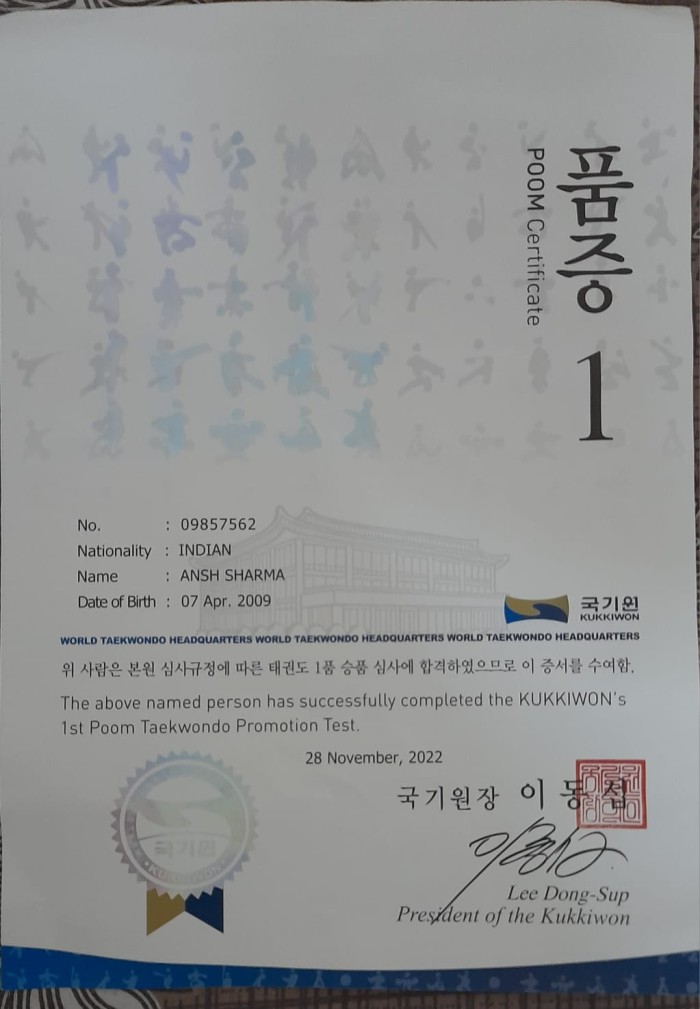 품증 1
POOM Certificate
No. : 09857562
Nationality : INDIAN
Name : ANSH SHARMA
Date of Birth : 07 Apr. 2009
국기원
KUKKIWON
WORLD TAEKWONDO HEADQUARTERS WORLD TAEKWONDO HEADQUARTERS WORLD TAEKWONDO HEADQUARTERS
위 사람은 본원 심사규정에 따른 태권도 1품 승품 심사에 합격하였으므로 이 증서를 수여함.
The above named person has successfully completed the KUKKIWON's
1st Poom Taekwondo Promotion Test.
28 November, 2022
국기원장 이동섭
국기원
KUKKIWON
Lee Dong-Sup
President of the Kukkiwon